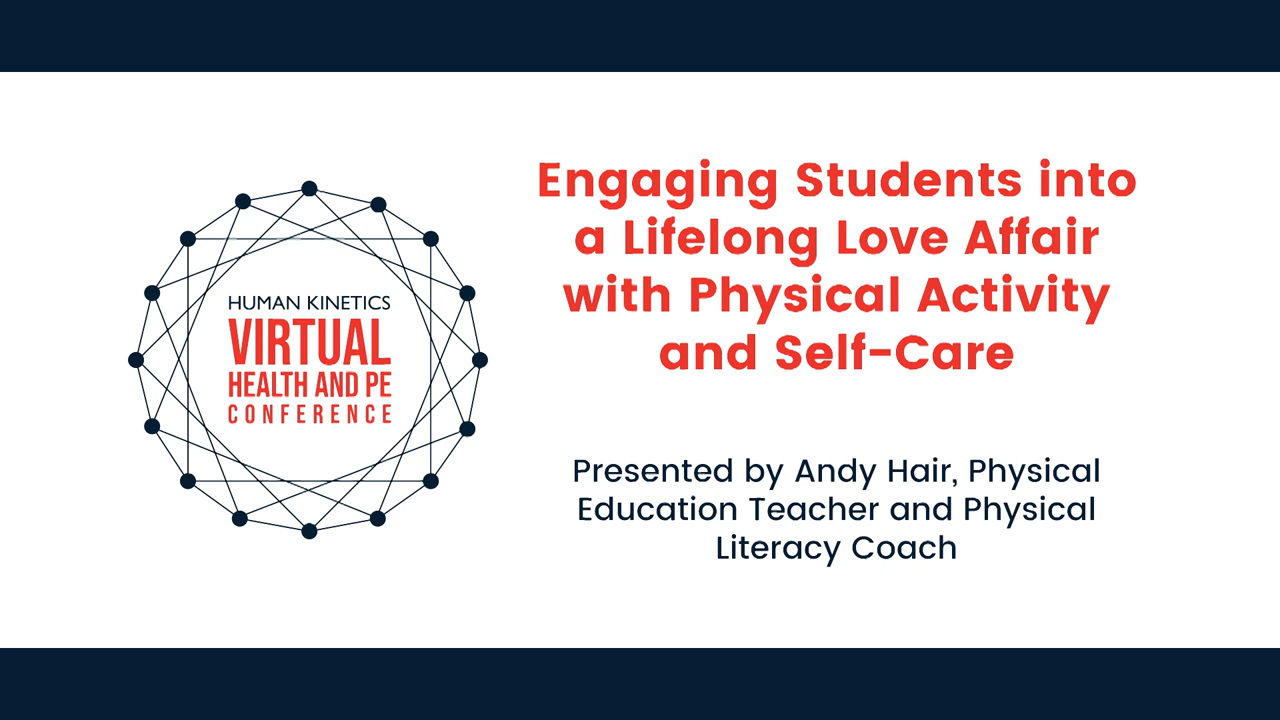 HUMAN KINETICS
VIRTUAL
HEALTH AND PE
CONFERENCE
Engaging Students into
a Lifelong Love Affair
with Physical Activity
and Self-Care
Presented by Andy Hair, Physical
Education Teacher and Physical
Literacy Coach